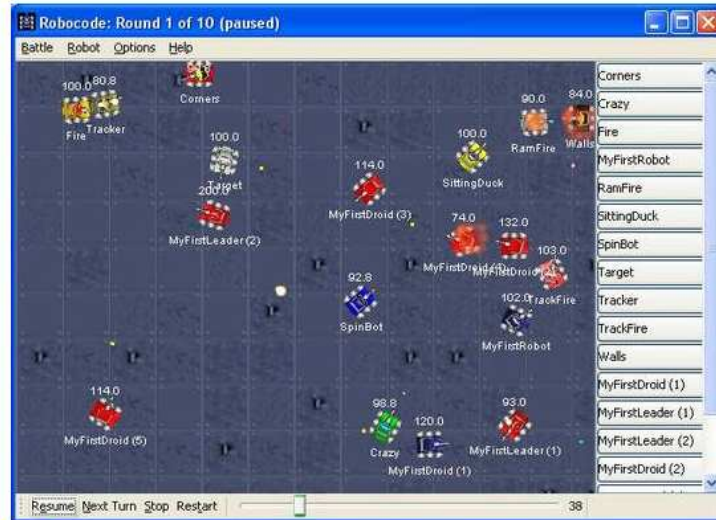 Robocode: Round 1 of 10 (paused)
Battle Robot Options Help
Corners
100.0
80.8
Tracker
Fire
Corners
84.0
90.0
RamFire
Walls
Crazy
Fire
100.0
Target
100.0
SittingDuck
MyFirstRobot
114.0
MyFirstDroid (3)
RamFire
200.0
MyFirstLeader (2)
SittingDuck
74.0
132.0
SpinBot
103.0
MyFirstDroid
MyFirstDroid
TrackFire
Target
92.8
SpinBot
102.0
MyFirstRobot
Tracker
TrackFire
Walls
114.0
MyFirstDroid (5)
MyFirstDroid (1)
98.8
Crazy
120.0
MyFirstDroid (1)
93.0
MyFirstLeader (1)
MyFirstLeader (1)
MyFirstLeader (2)
MyFirstDroid (2)
Resume Next Turn Stop Restart
38